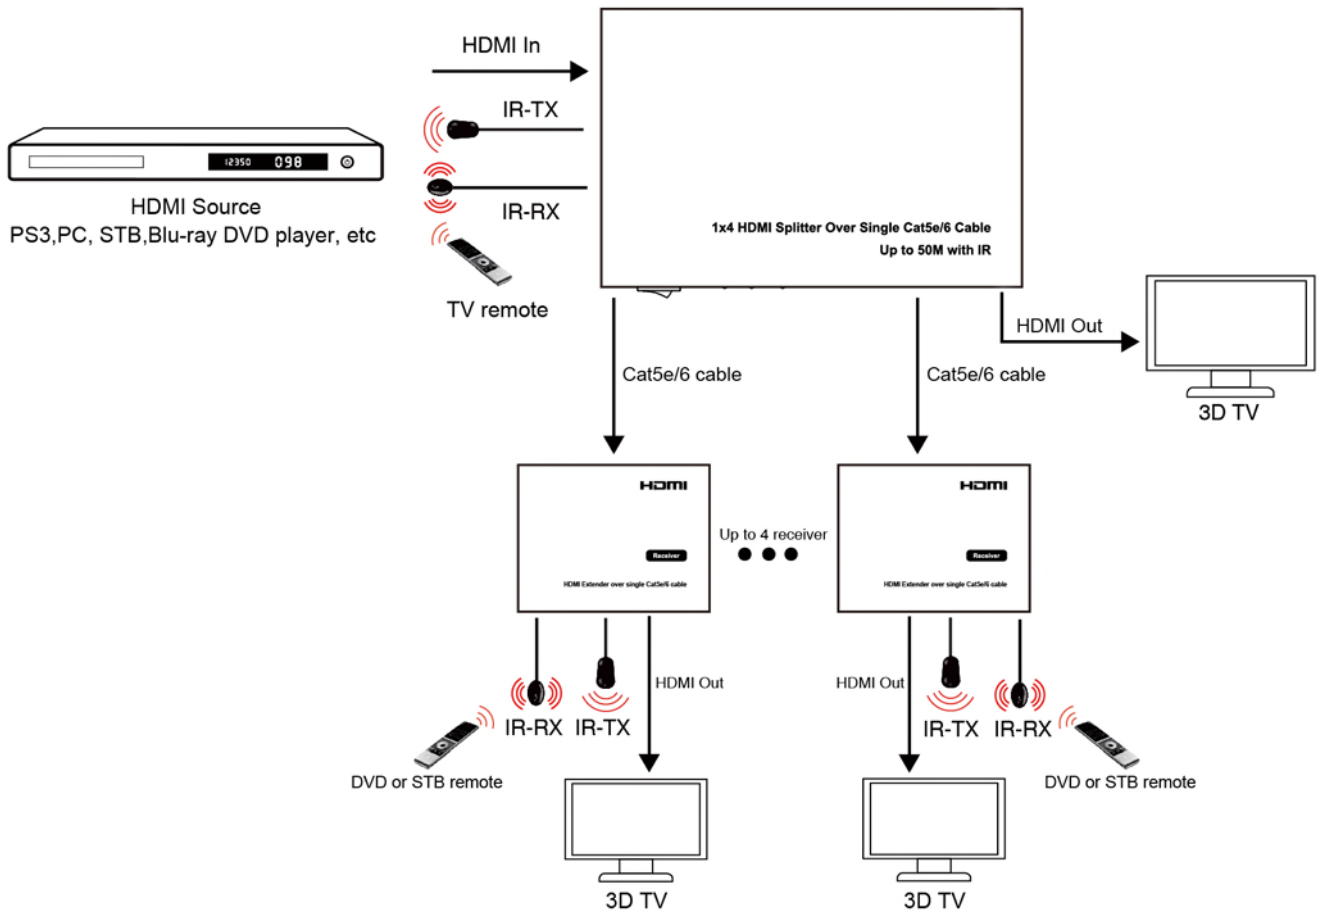 HDMI In
IR-TX
12350 098
HDMI Source
PS3,PC, STB,Blu-ray DVD player, etc
IR-RX
TV remote
1x4 HDMI Splitter Over Single Cat5e/6 Cable
Up to 50M with IR
HDMI Out
3D TV
Cat5e/6 cable
Cat5e/6 cable
HDMI
Receiver
HDMI Extender over single Cat5e/6 cable
Up to 4 receiver
HDMI
Receiver
HDMI Extender over single Cat5e/6 cable
IR-RX
IR-TX
HDMI Out
DVD or STB remote
3D TV
HDMI Out
IR-TX
IR-RX
DVD or STB remote
3D TV